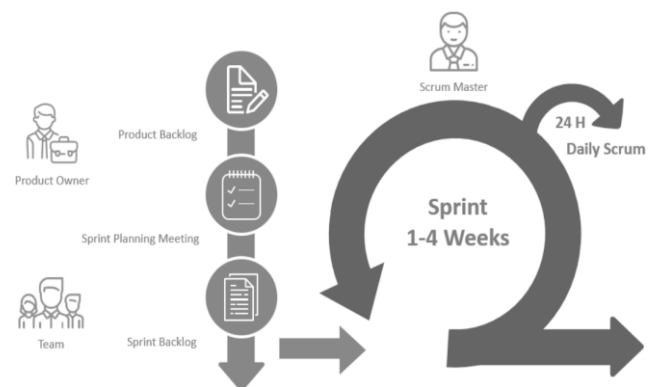 Scrum Master
Product Backlog
24 H
Daily Scrum
Product Owner
Sprint
1-4 Weeks
Sprint Planning Meeting
Team
Sprint Backlog